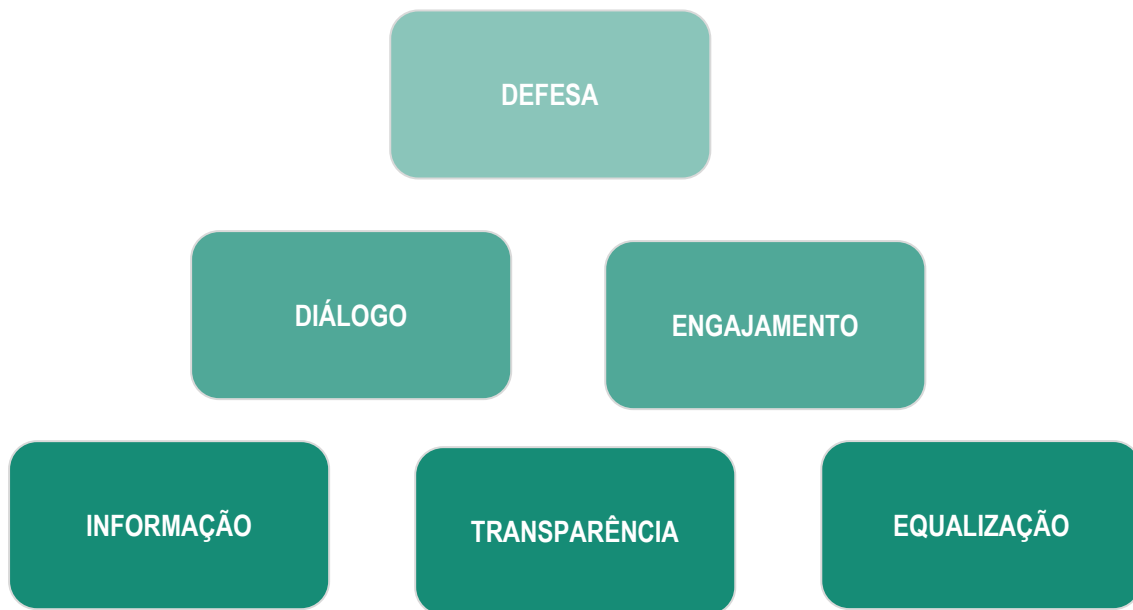 DEFESA
DIÁLOGO
ENGAJAMENTO
INFORMAÇÃO
TRANSPARÊNCIA
EQUALIZAÇÃO